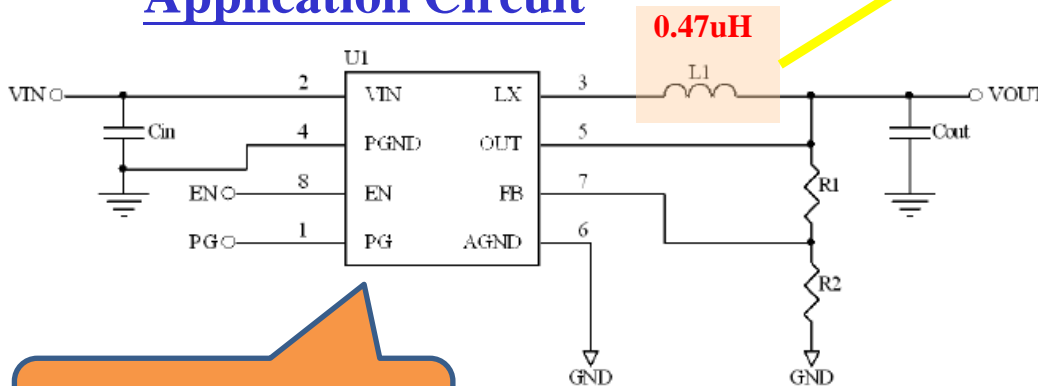 Application Circuit
0.47uH
U1
L1
VIN 2 VIN LX 3 VOUT
Cin 4 PGND OUT 5 Cout
EN 8 EN FB 7 R1
PG 1 PG AGND 6
R2
GND GND